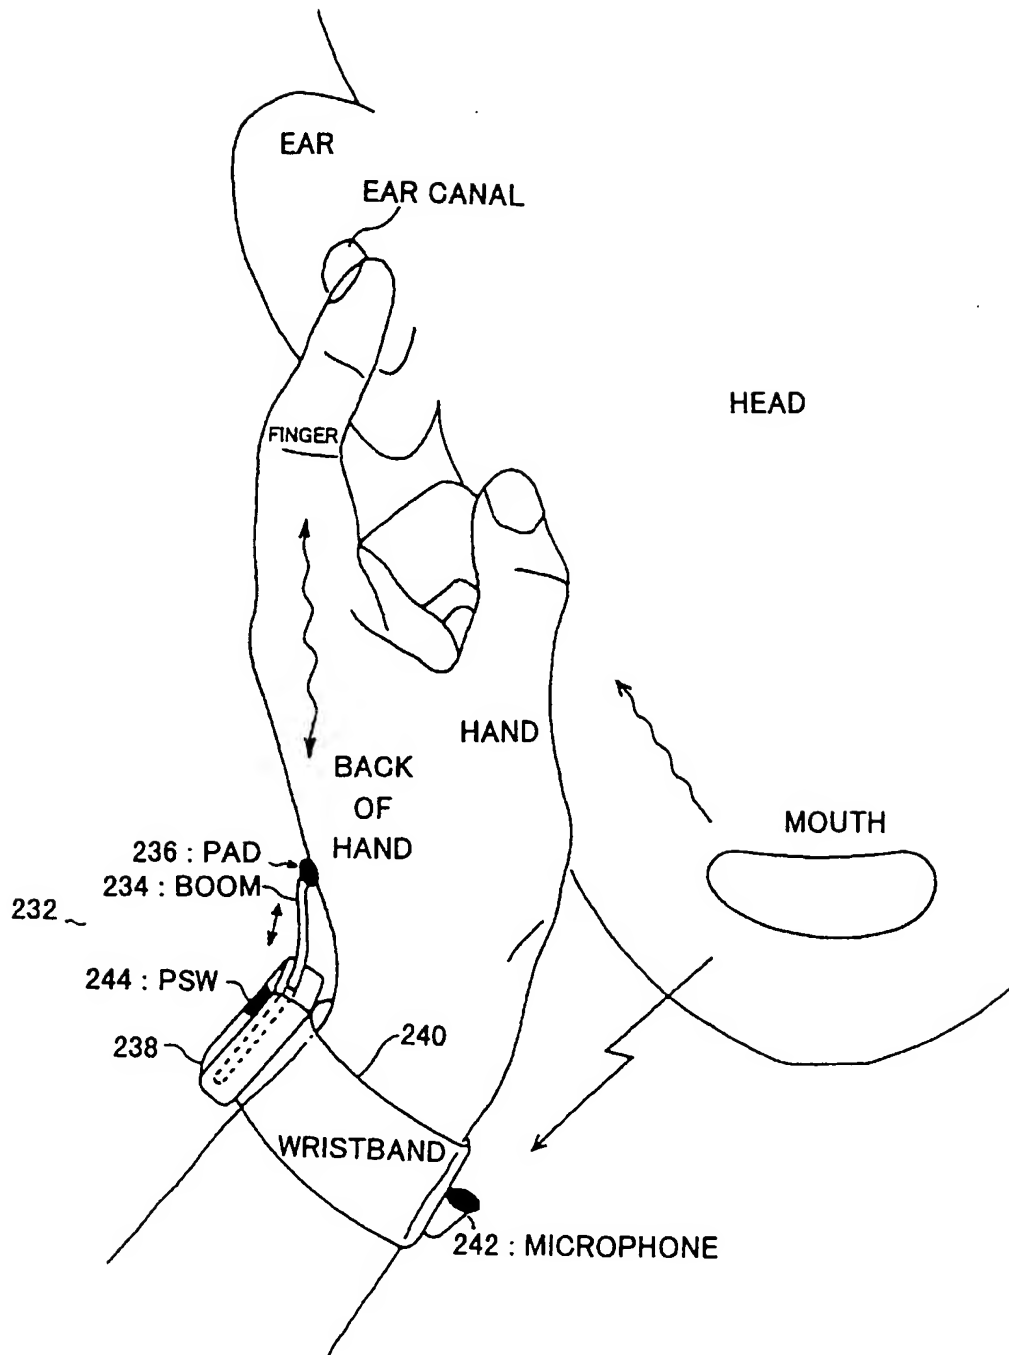 EAR
EAR CANAL
HEAD
FINGER
HAND
BACK
OF
HAND
MOUTH
236 : PAD
234 : BOOM
232
244 : PSW
238
240
WRISTBAND
242 : MICROPHONE